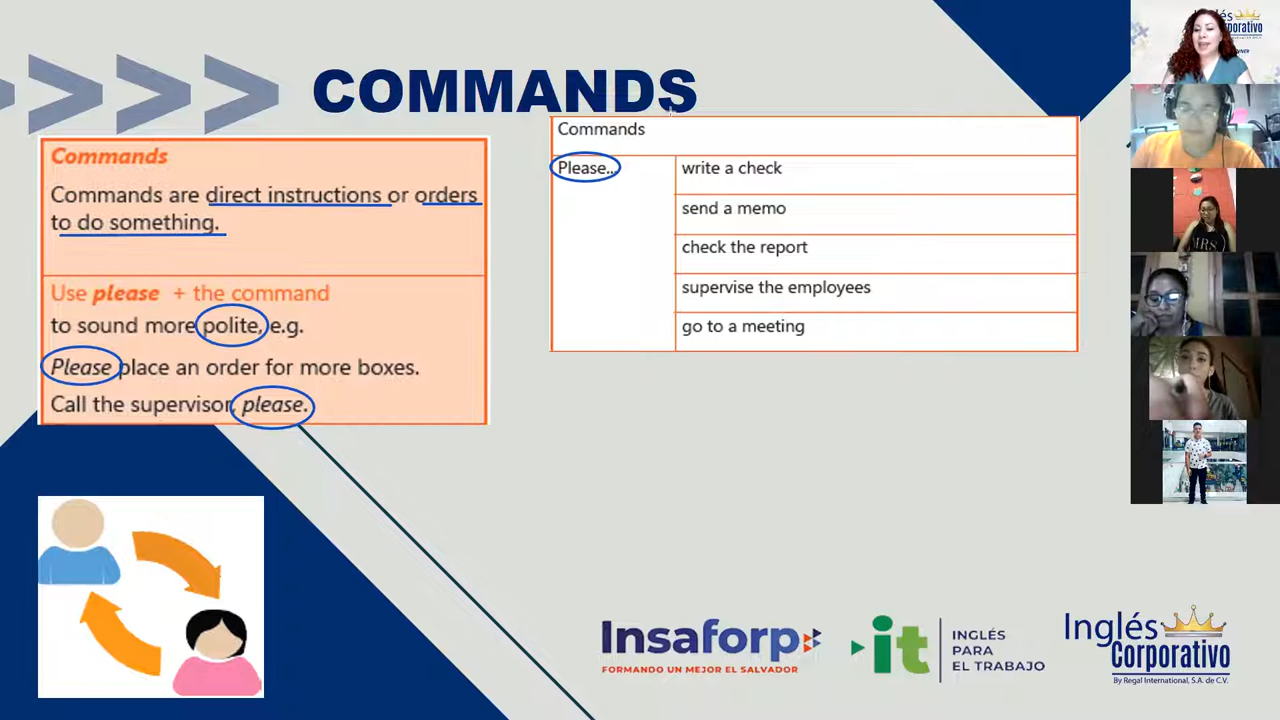 COMMANDS
Commands
Commands are direct instructions or orders
to do something.
Use please + the command
to sound more polite, e.g.
Please place an order for more boxes.
Call the supervisor, please.
Commands
Please...
write a check
send a memo
check the report
supervise the employees
go to a meeting
Insaforp
FORMANDO UN MEJOR EL SALVADOR
it
INGLÉS
PARA
EL TRABAJO
Inglés
Corporativo
By Regal International, S.A. de C.V.
MRS